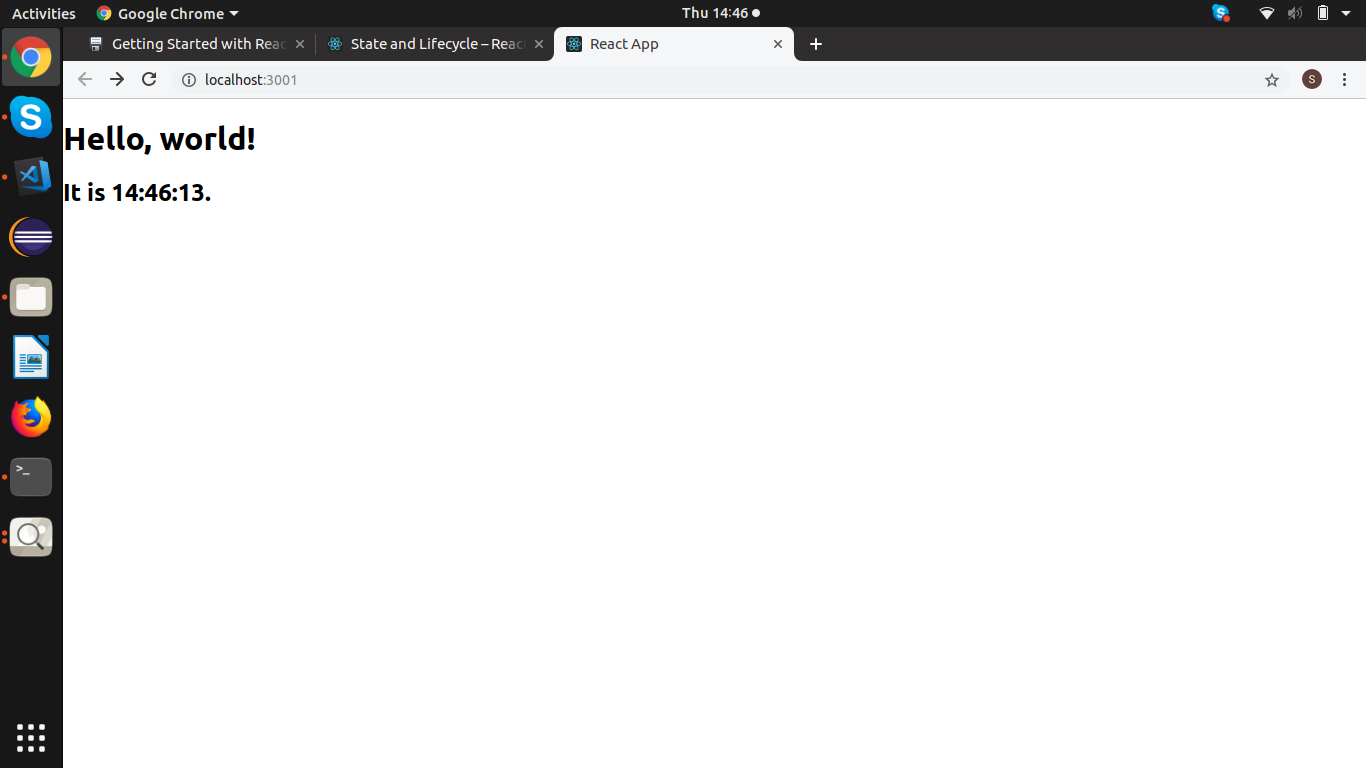 Activities Google Chrome Thu 14:46
Getting Started with Reac State and Lifecycle – React React App
localhost:3001 S
Hello, world!
It is 14:46:13.
>_